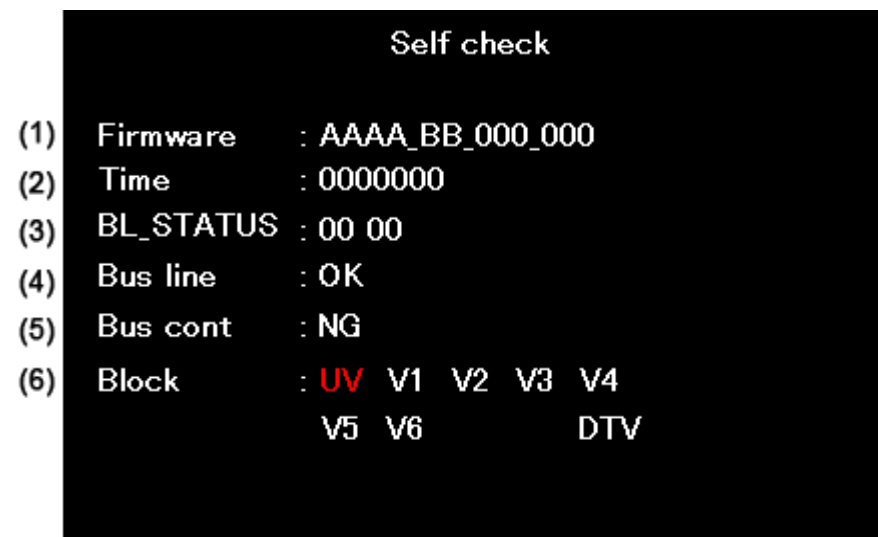 Self check
(1) Firmware : AAAA_BB_000_000
(2) Time : 0000000
(3) BL_STATUS : 00 00
(4) Bus line : OK
(5) Bus cont : NG
(6) Block : UV V1 V2 V3 V4
V5 V6 DTV